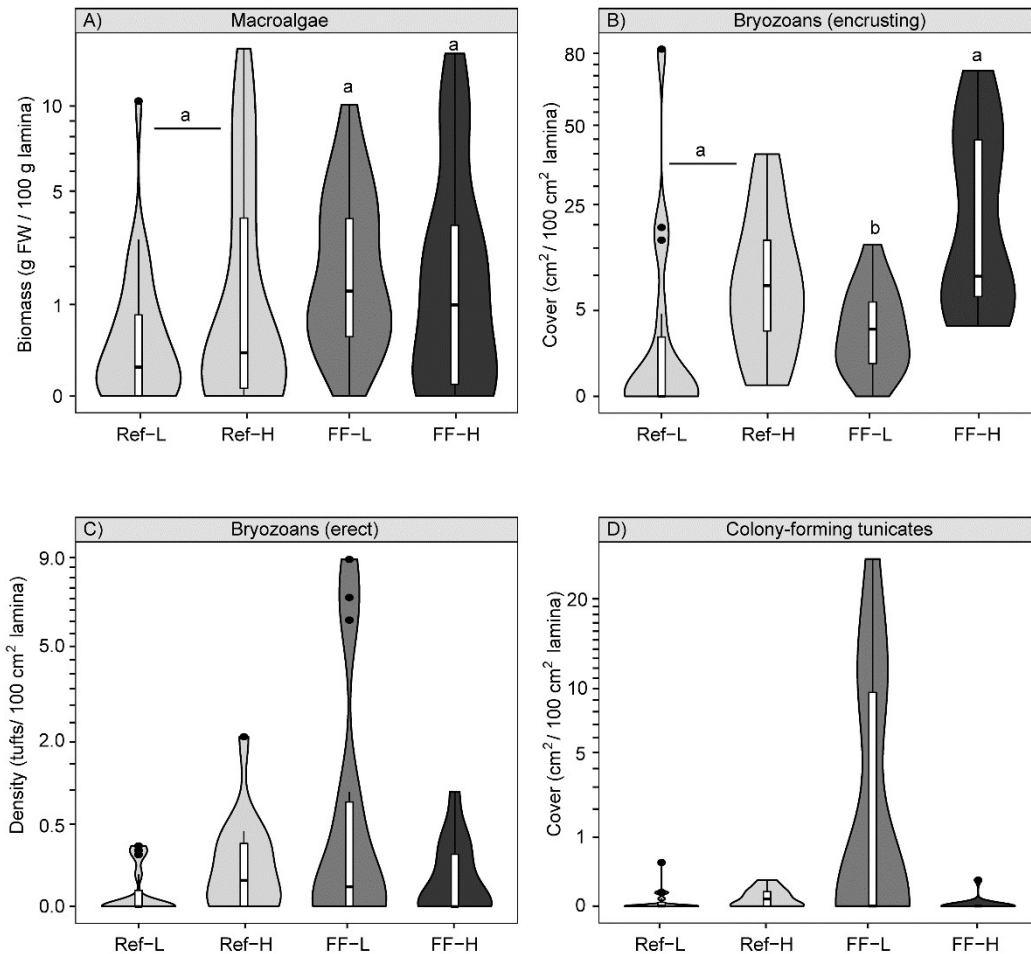 A) Macroalgae
Biomass (g FW / 100 g lamina)
10
5
1
0
a
a
a
Ref−L Ref−H FF−L FF−H
B) Bryozoans (encrusting)
Cover (cm² / 100 cm² lamina)
80
50
25
5
0
a
b
a
Ref−L Ref−H FF−L FF−H
C) Bryozoans (erect)
Density (tufts/ 100 cm² lamina)
9.0
5.0
2.0
0.5
0.0
Ref−L Ref−H FF−L FF−H
D) Colony-forming tunicates
Cover (cm² / 100 cm² lamina)
20
10
5
1
0
Ref−L Ref−H FF−L FF−H